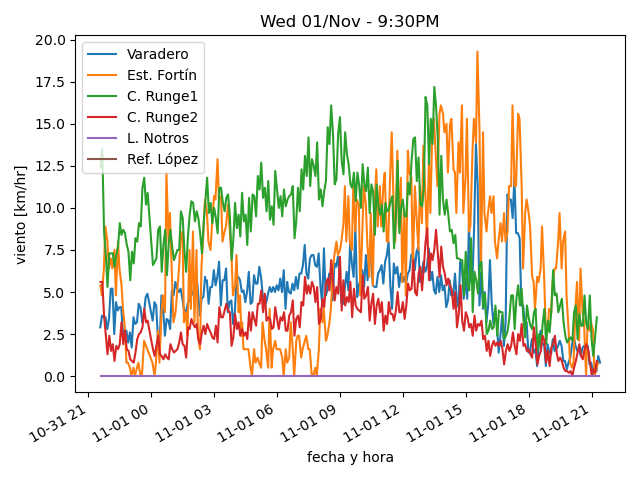 Wed 01/Nov - 9:30PM
20.0
17.5
15.0
12.5
10.0
7.5
5.0
2.5
0.0
viento [km/hr]
Varadero
Est. Fortín
C. Runge1
C. Runge2
L. Notros
Ref. López
10-31 21
11-01 00
11-01 03
11-01 06
11-01 09
11-01 12
11-01 15
11-01 18
11-01 21
fecha y hora